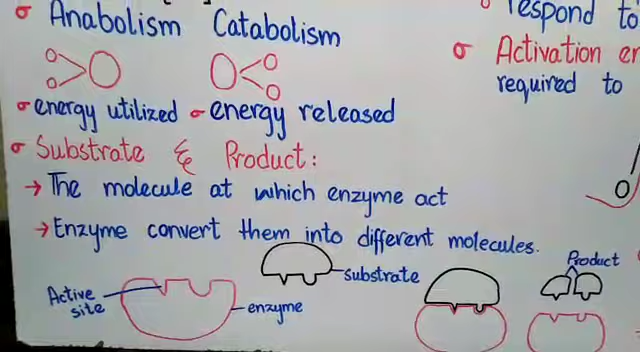 Anabolism Catabolism
energy utilized energy released
Substrate & Product:
→ The molecule at which enzyme act
→ Enzyme convert them into different molecules.
substrate
Active
site
enzyme
Product
respond to
Activation
required to